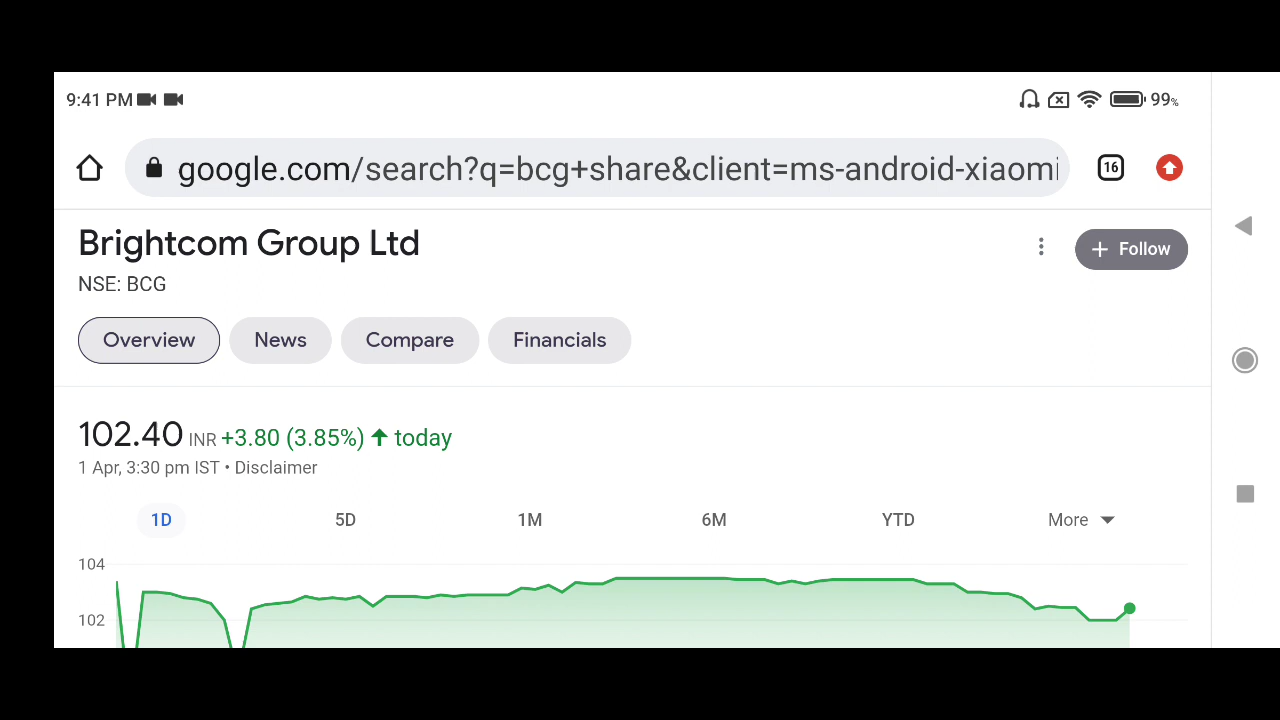 9:41 PM 99%
google.com/search?q=bcg+share&client=ms-android-xiaomi 16
Brightcom Group Ltd
+ Follow
NSE: BCG
Overview News Compare Financials
102.40 INR +3.80 (3.85%) ↑ today
1 Apr, 3:30 pm IST • Disclaimer
1D 5D 1M 6M YTD More
104
102